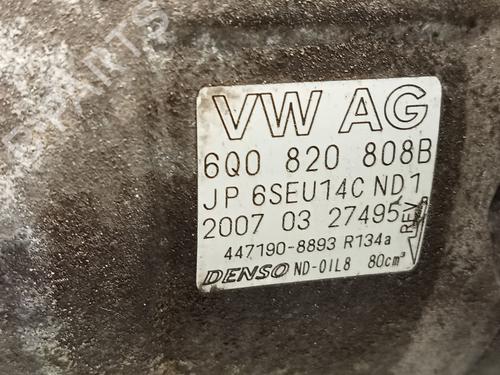 VW AG
6Q0 820 808B
JP 6SEU14C ND1
2007 03 27495
REV
447190-8893 R134a
DENSO ND-OIL8 80cm³